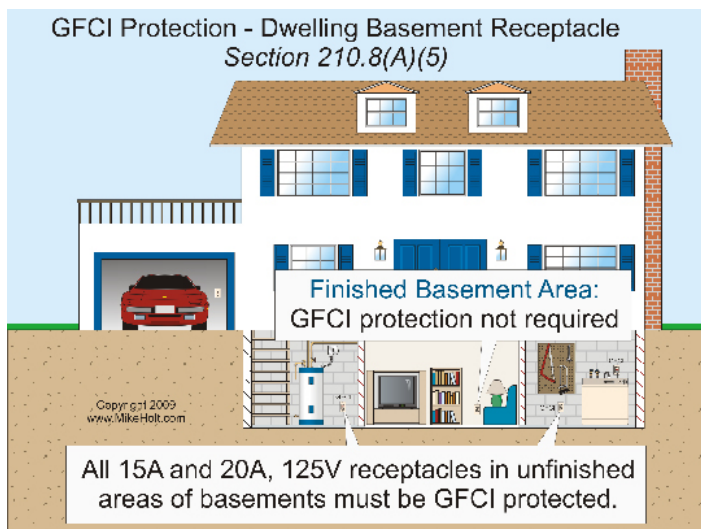 GFCI Protection - Dwelling Basement Receptacle
Section 210.8(A)(5)
Finished Basement Area:
GFCI protection not required
Copyright 2009
www.MikeHolt.com
All 15A and 20A, 125V receptacles in unfinished
areas of basements must be GFCI protected.